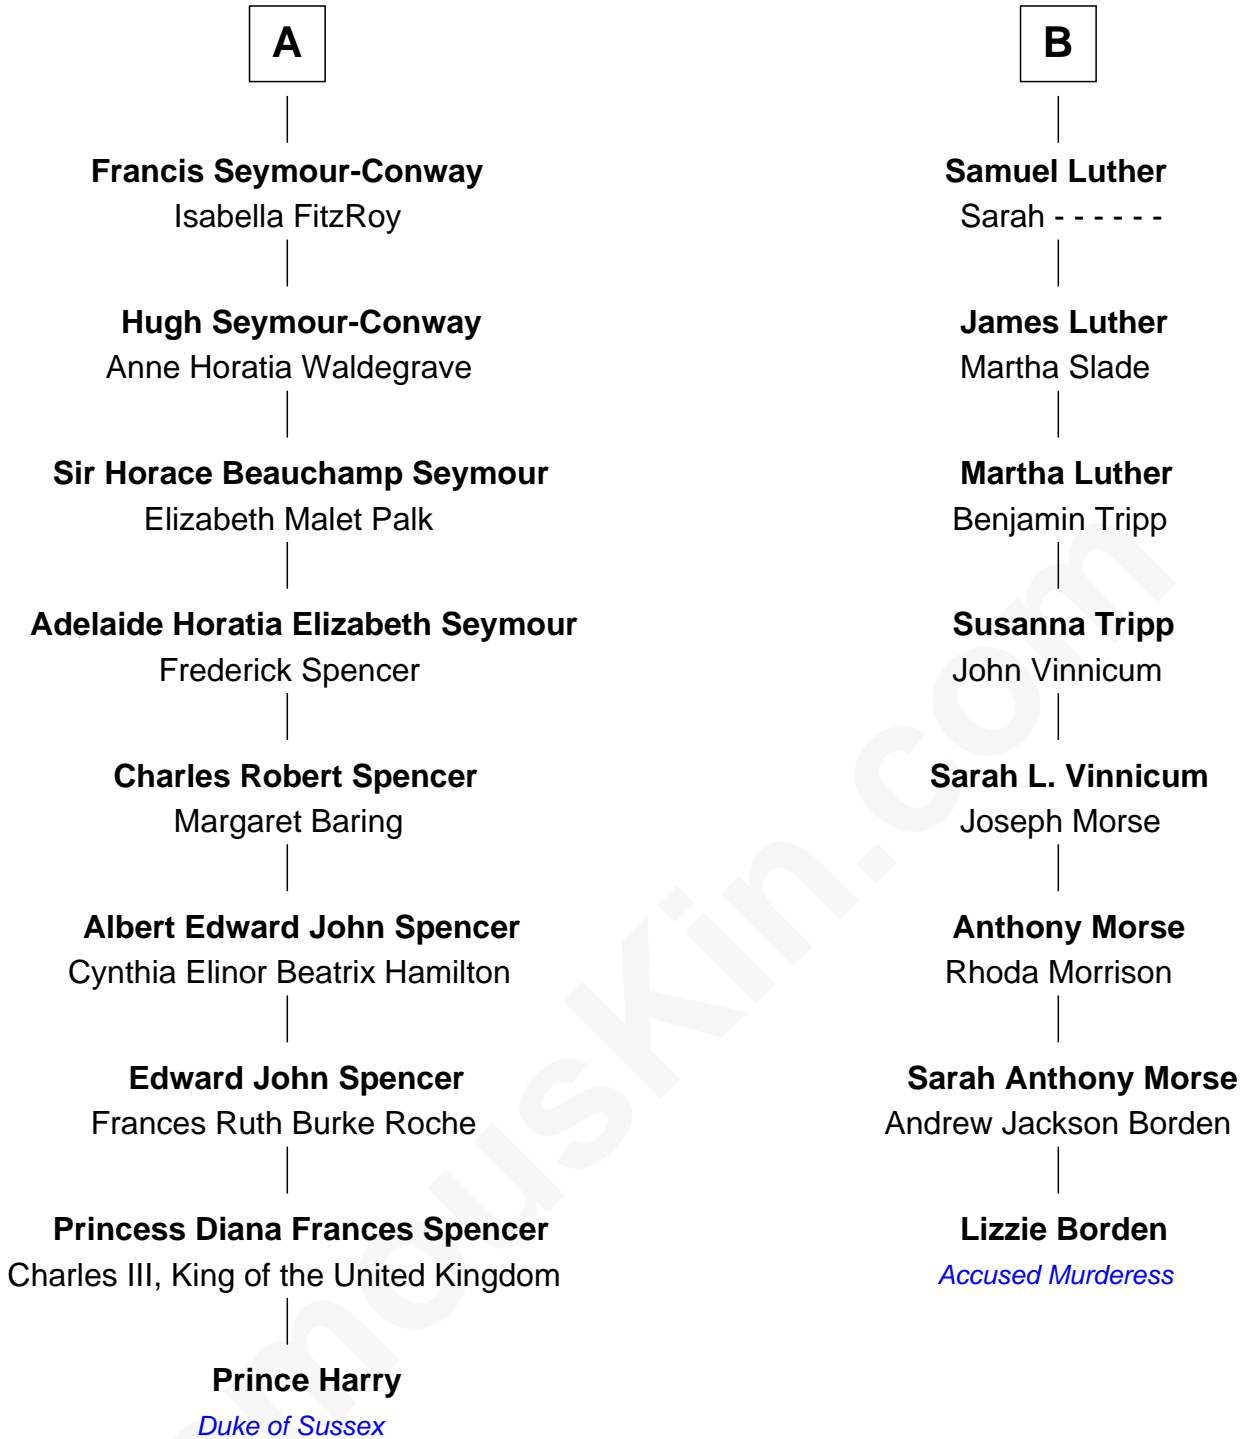 A
Francis Seymour-Conway
Isabella FitzRoy
Hugh Seymour-Conway
Anne Horatia Waldegrave
Sir Horace Beauchamp Seymour
Elizabeth Malet Palk
Adelaide Horatia Elizabeth Seymour
Frederick Spencer
Charles Robert Spencer
Margaret Baring
Albert Edward John Spencer
Cynthia Elinor Beatrix Hamilton
Edward John Spencer
Frances Ruth Burke Roche
Princess Diana Frances Spencer
Charles III, King of the United Kingdom
Prince Harry
Duke of Sussex
B
Samuel Luther
Sarah - - - - - -
James Luther
Martha Slade
Martha Luther
Benjamin Tripp
Susanna Tripp
John Vinnicum
Sarah L. Vinnicum
Joseph Morse
Anthony Morse
Rhoda Morrison
Sarah Anthony Morse
Andrew Jackson Borden
Lizzie Borden
Accused Murderess
mousKin.com